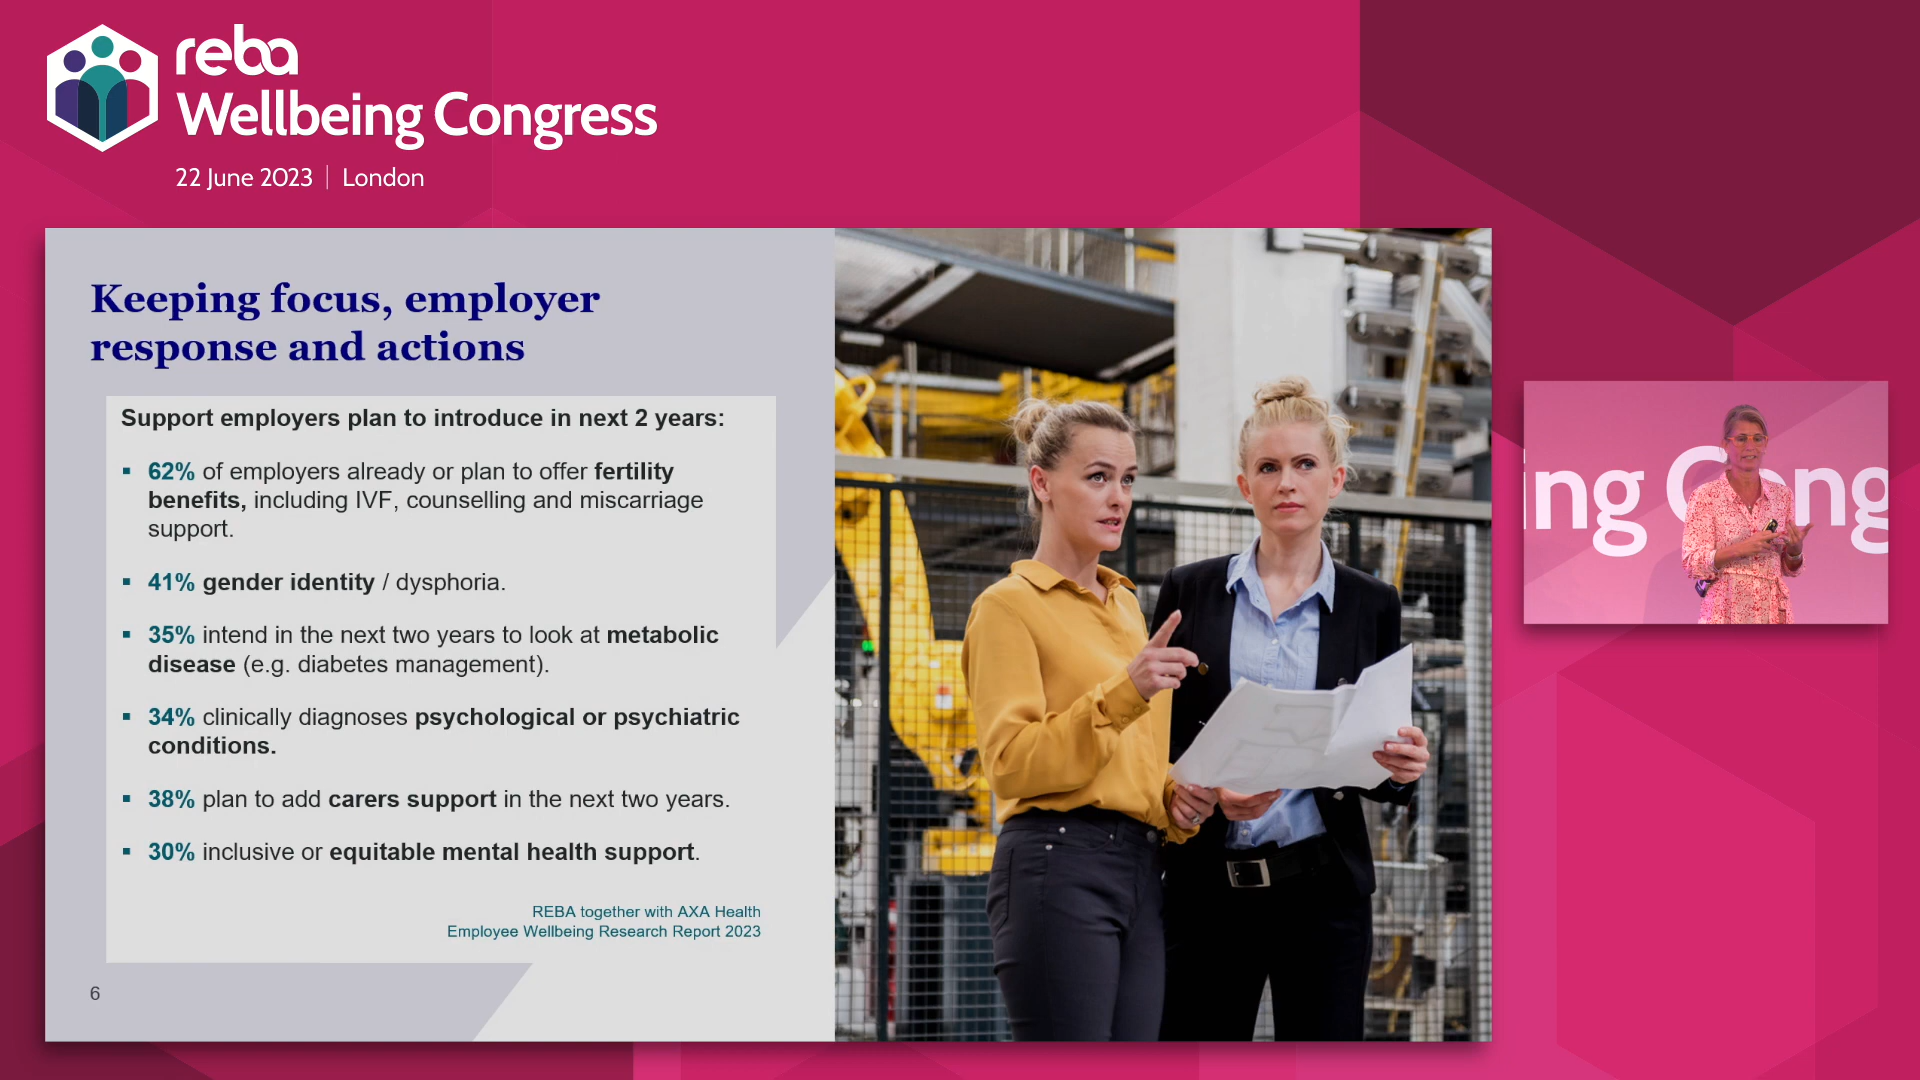 reba
Wellbeing Congress
22 June 2023 | London
Keeping focus, employer
response and actions
Support employers plan to introduce in next 2 years:
▪ 62% of employers already or plan to offer fertility
benefits, including IVF, counselling and miscarriage
support.
▪ 41% gender identity / dysphoria.
▪ 35% intend in the next two years to look at metabolic
disease (e.g. diabetes management).
▪ 34% clinically diagnoses psychological or psychiatric
conditions.
▪ 38% plan to add carers support in the next two years.
▪ 30% inclusive or equitable mental health support.
REBA together with AXA Health
Employee Wellbeing Research Report 2023
6
ing Cong